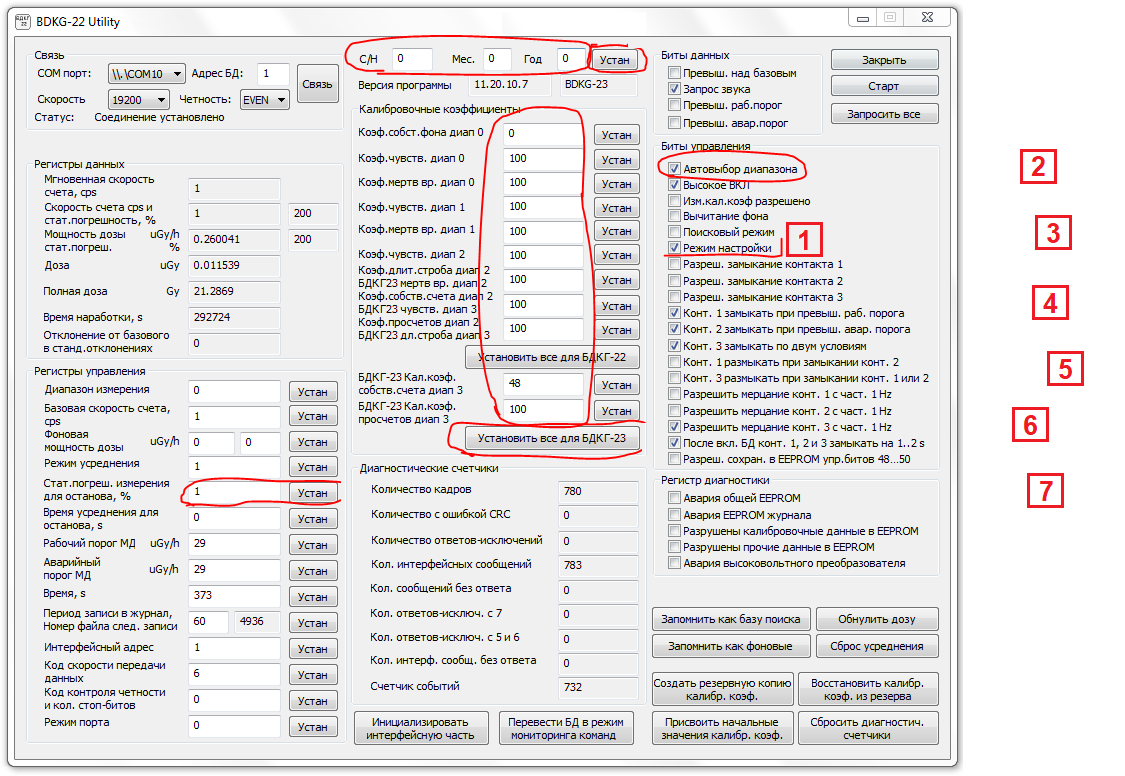 ВДКГ 22 BDKG-22 Utility
Связь
COM порт: \\.\COM10 Адрес БД: 1 Связь
Скорость 19200 Четность: EVEN
Статус: Соединение установлено
С/Н 0 Мес. 0 Год 0 Устан
Версия программы 11.20.10.7 BDKG-23
Регистры данных
Мгновенная скорость
счета, cps 1
Скорость счета cps и
стат.погрешность, % 1 200
Мощность дозы uGy/h
стат.погреш. % 0.260041 200
Доза uGy 0.011539
Полная доза Gy 21.2869
Время наработки, s 292724
Отклонение от базового
в станд.отклонениях 0
Регистры управления
Диапазон измерения 0 Устан
Базовая скорость счета,
cps 1 Устан
Фоновая
мощность дозы uGy/h 0 0 Устан
Режим усреднения 1 Устан
Стат.погреш. измерения
для останова, % 1 Устан
Время усреднения для
останова, s 0 Устан
Рабочий порог МД uGy/h 29 Устан
Аварийный
порог МД uGy/h 29 Устан
Время, s 373 Устан
Период записи в журнал,
Номер файла след. записи 60 4936 Устан
Интерфейсный адрес 1 Устан
Код скорости передачи
данных 6 Устан
Код контроля четности
и кол. стоп-битов 0 Устан
Режим порта 0 Устан
Калибровочные коэффициенты
Коэф.собст.фона диап 0 0 Устан
Коэф.чувств. диап 0 100 Устан
Коэф.мертв вр. диап 0 100 Устан
Коэф.чувств. диап 1 100 Устан
Коэф.мертв вр. диап 1 100 Устан
Коэф.чувств. диап 2 100 Устан
Коэф.длит.строба диап 2
БДКГ23 мертв вр. диап 2 100 Устан
Коэф.собств.счета диап 2
БДКГ23 чувств. диап 3 100 Устан
Коэф.просчетов диап 2
БДКГ23 дл.строба диап 3 100 Устан
Установить все для БДКГ-22
БДКГ-23 Кал.коэф.
собств.счета диап 3 48 Устан
БДКГ-23 Кал.коэф.
просчетов диап 3 100 Устан
Установить все для БДКГ-23
Диагностические счетчики
Количество кадров 780
Количество с ошибкой CRC 0
Количество ответов-исключений 0
Кол. интерфейсных сообщений 783
Кол. сообщений без ответа 0
Кол. ответов-исключ. с 7 0
Кол. ответов-исключ. с 5 и 6 0
Кол. интерф. сообщ. без ответа 0
Счетчик событий 732
Инициализировать
интерфейсную часть
Перевести БД в режим
мониторинга команд
Биты данных
Превыш. над базовым
Запрос звука
Превыш. раб.порог
Превыш. авар.порог
Закрыть
Старт
Запросить все
Биты управления
Автовыбор диапазона
Высокое ВКЛ
Изм.кал.коэф разрешено
Вычитание фона
Поисковый режим
Режим настройки
Разреш. замыкание контакта 1
Разреш. замыкание контакта 2
Разреш. замыкание контакта 3
Конт. 1 замыкать при превыш. раб. порога
Конт. 2 замыкать при превыш. авар. порога
Конт. 3 замыкать по двум условиям
Конт. 1 размыкать при замыкании конт. 2
Конт. 3 размыкать при замыкании конт. 1 или 2
Разрешить мерцание конт. 1 с част. 1 Hz
Разрешить мерцание конт. 2 с част. 1 Hz
Разрешить мерцание конт. 3 с част. 1 Hz
После вкл. БД конт. 1, 2 и 3 замыкать на 1..2 s
Разреш. сохран. в EEPROM упр.битов 48...50
Регистр диагностики
Авария общей EEPROM
Авария EEPROM журнала
Разрушены калибровочные данные в EEPROM
Разрушены прочие данные в EEPROM
Авария высоковольтного преобразователя
Запомнить как базу поиска
Обнулить дозу
Запомнить как фоновые
Сброс усреднения
Создать резервную копию
калибр. коэф.
Восстановить калибр.
коэф. из резерва
Присвоить начальные
значения калибр. коэф.
Сбросить диагностич.
счетчики
1
2
3
4
5
6
7